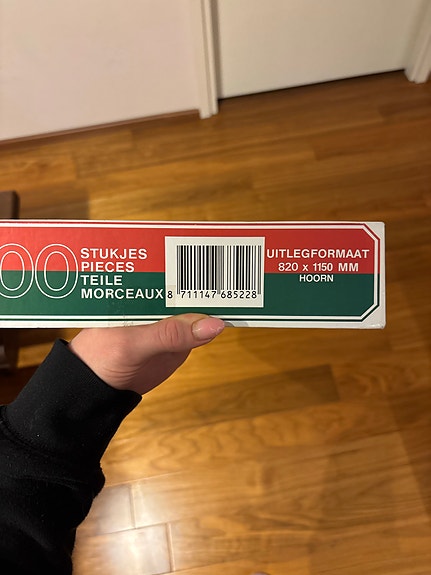 00
STUKJES
PIECES
TEILE
MORCEAUX
8 711147 685228
UITLEGFORMAAT
820 x 1150 MM
HOORN